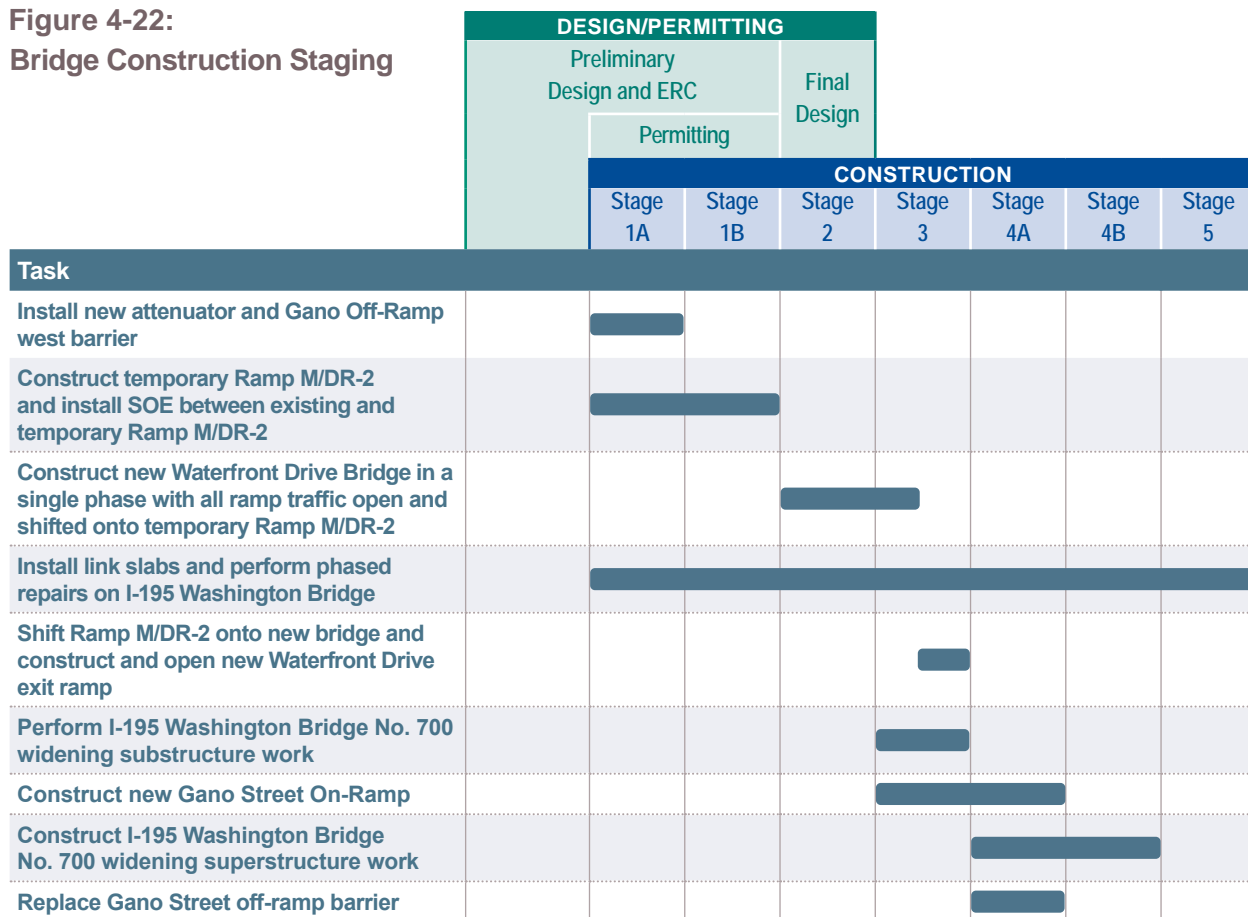 Figure 4-22:
Bridge Construction Staging
DESIGN/PERMITTING
Preliminary
Design and ERC
Final
Design
Permitting
CONSTRUCTION
Stage
1A
Stage
1B
Stage
2
Stage
3
Stage
4A
Stage
4B
Stage
5
Task
Install new attenuator and Gano Off-Ramp
west barrier
Construct temporary Ramp M/DR-2
and install SOE between existing and
temporary Ramp M/DR-2
Construct new Waterfront Drive Bridge in a
single phase with all ramp traffic open and
shifted onto temporary Ramp M/DR-2
Install link slabs and perform phased
repairs on I-195 Washington Bridge
Shift Ramp M/DR-2 onto new bridge and
construct and open new Waterfront Drive
exit ramp
Perform I-195 Washington Bridge No. 700
widening substructure work
Construct new Gano Street On-Ramp
Construct I-195 Washington Bridge
No. 700 widening superstructure work
Replace Gano Street off-ramp barrier